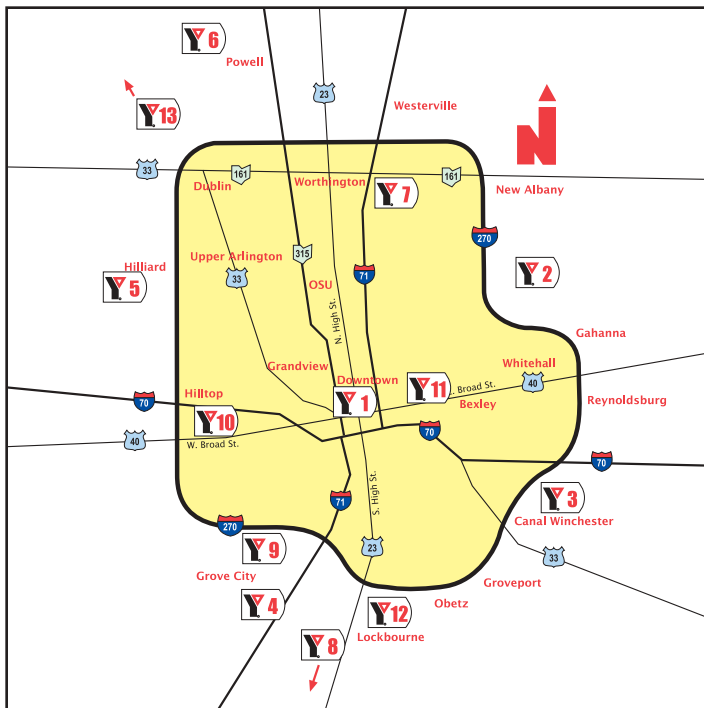 Y 6
Powell
23
Westerville
Y 13
N
33
161
Dublin
Worthington
Y 7
161
New Albany
270
Upper Arlington
315
Hilliard
Y 5
33
OSU
71
Y 2
N. High St.
Gahanna
Whitehall
Grandview
Downtown
Y 11
. Broad St.
40
Hilltop
70
Y 1
Bexley
Reynoldsburg
Y 10
40
W. Broad St.
70
70
S. High St.
71
Y 3
Canal Winchester
270
23
Y 9
33
Grove City
Groveport
Y 4
Obetz
Y 12
Lockbourne
Y 8